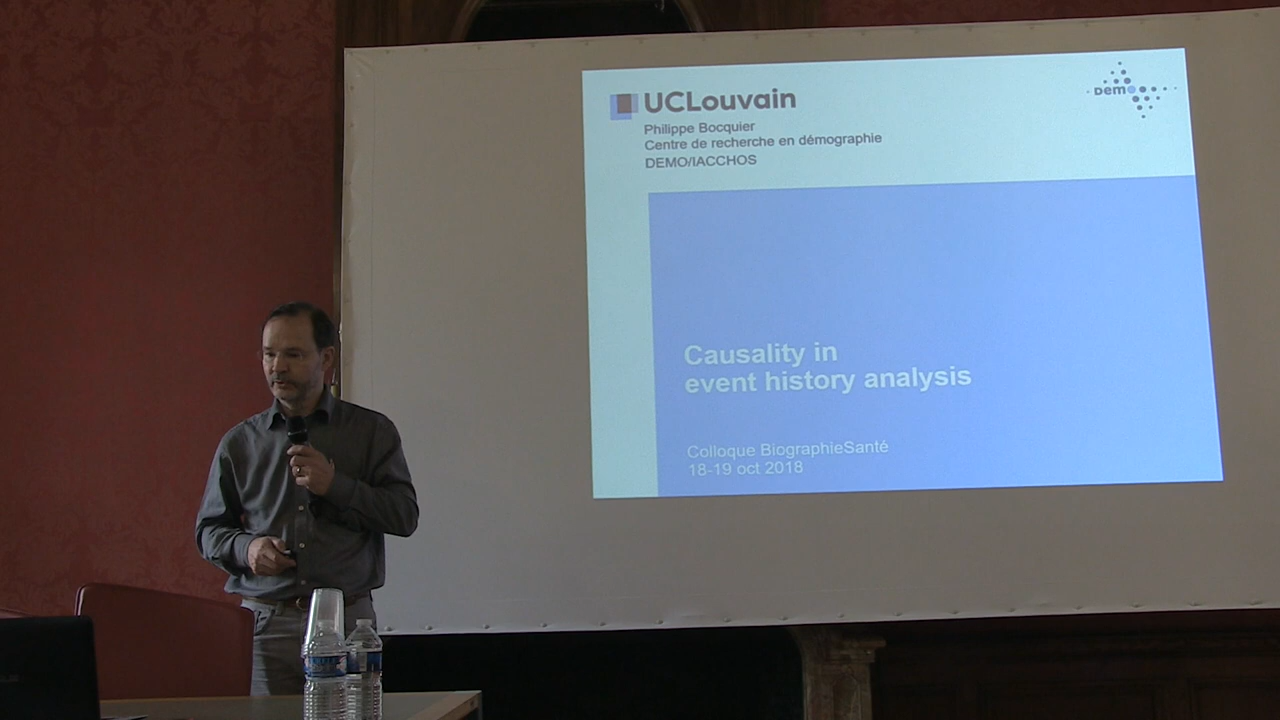 UCLouvain
Philippe Bocquier
Centre de recherche en démographie
DEMO/IACCHOS
Demo
Causality in
event history analysis
Colloque BiographieSanté
18-19 oct 2018